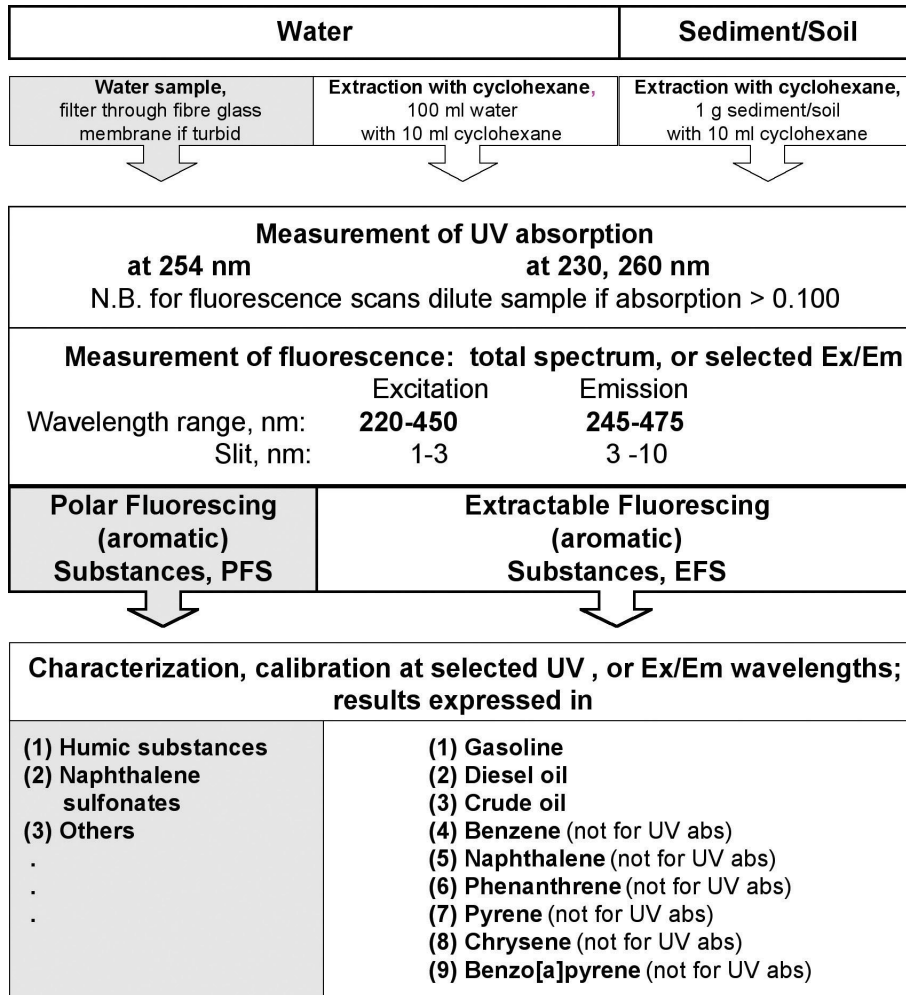 Water
Sediment/Soil
Water sample,
filter through fibre glass
membrane if turbid
Extraction with cyclohexane,
100 ml water
with 10 ml cyclohexane
Extraction with cyclohexane,
1 g sediment/soil
with 10 ml cyclohexane
Measurement of UV absorption
at 254 nm at 230, 260 nm
N.B. for fluorescence scans dilute sample if absorption > 0.100
Measurement of fluorescence: total spectrum, or selected Ex/Em
Excitation Emission
Wavelength range, nm: 220-450 245-475
Slit, nm: 1-3 3 -10
Polar Fluorescing
(aromatic)
Substances, PFS
Extractable Fluorescing
(aromatic)
Substances, EFS
Characterization, calibration at selected UV , or Ex/Em wavelengths;
results expressed in
(1) Humic substances
(2) Naphthalene
sulfonates
(3) Others
.
.
.
(1) Gasoline
(2) Diesel oil
(3) Crude oil
(4) Benzene (not for UV abs)
(5) Naphthalene (not for UV abs)
(6) Phenanthrene (not for UV abs)
(7) Pyrene (not for UV abs)
(8) Chrysene (not for UV abs)
(9) Benzo[a]pyrene (not for UV abs)